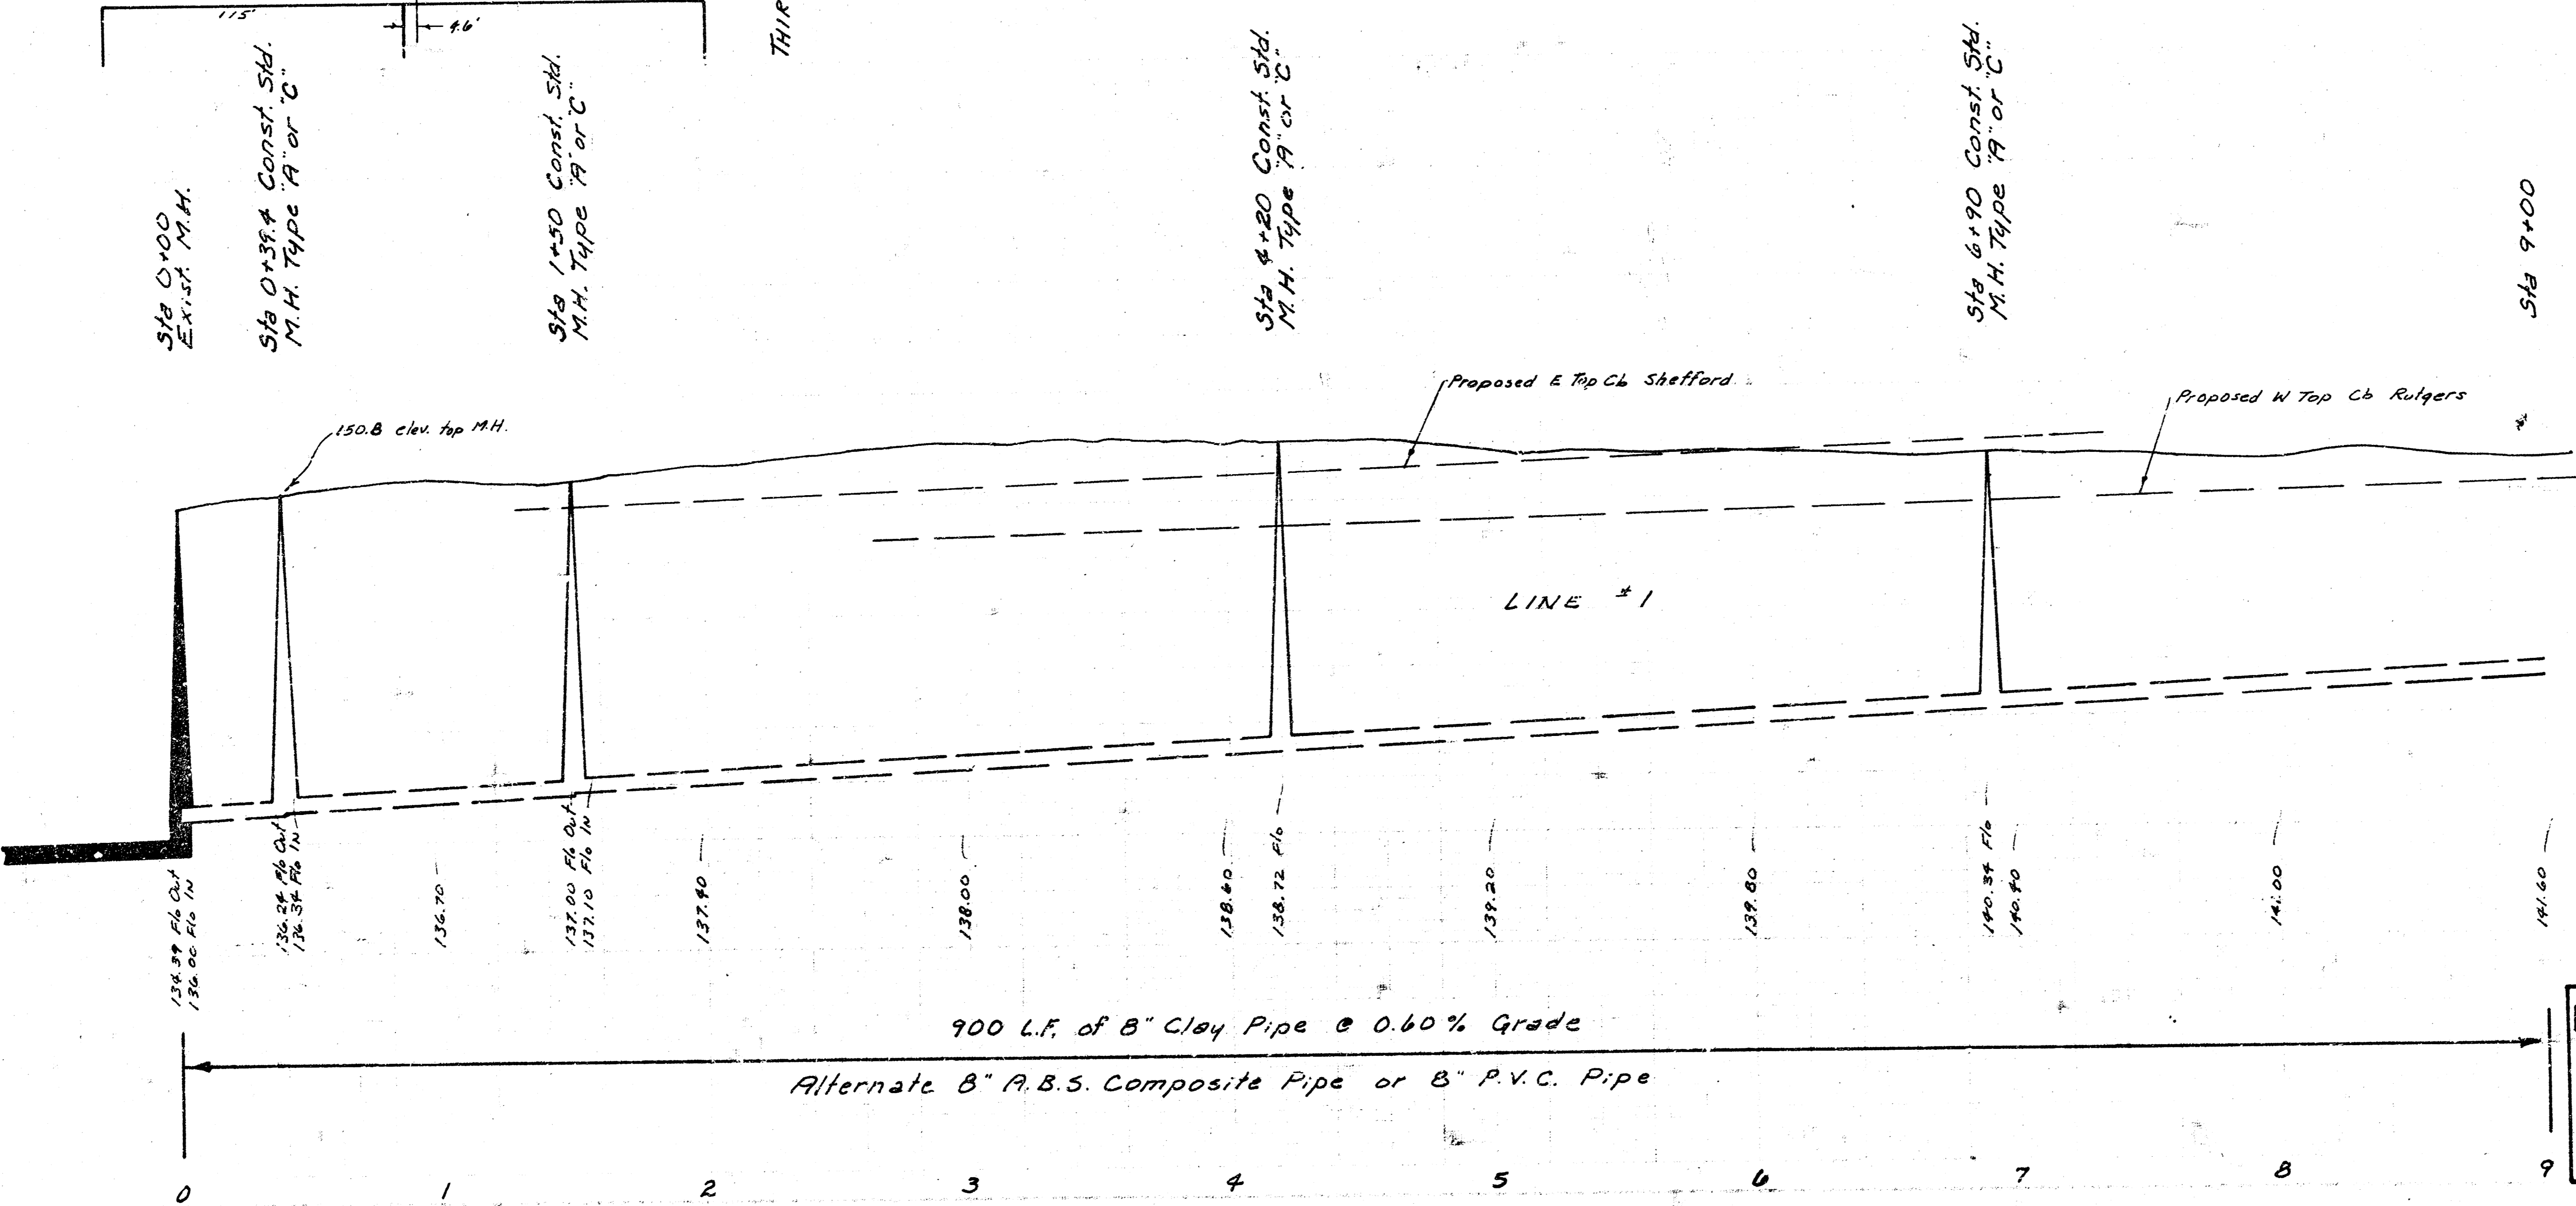 115'
4.6'
THIR
Sta 0+00
Exist. M.H.
Sta 0+39.4 Const. Std.
M.H. Type "A" or "C"
Sta 1+50 Const. Std.
M.H. Type "A" or "C"
Sta 4+20 Const. Std.
M.H. Type "A" or "C"
Sta 6+90 Const. Std.
M.H. Type "A" or "C"
Sta 9+00
150.8 elev. top M.H.
Proposed E Top Cb Shefford
Proposed W Top Cb Rutgers
LINE #1
134.39 Flo Out
136.00 Flo IN
136.24 Flo Out
136.34 Flo IN
136.70
137.00 Flo Out
137.10 Flo IN
137.40
138.00
138.60
138.72 Flo
139.20
139.80
140.34 Flo
140.40
141.00
141.60
900 L.F. of 8" Clay Pipe @ 0.60% Grade
Alternate 8" A.B.S. Composite Pipe or 8" P.V.C. Pipe
0 1 2 3 4 5 6 7 8 9